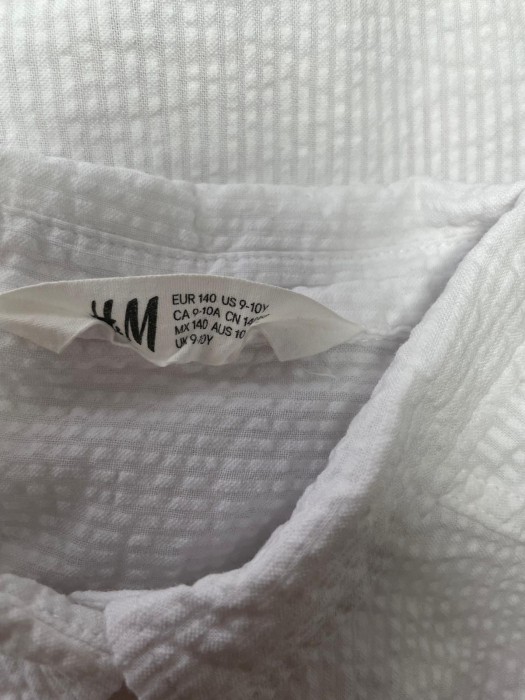 H&M
EUR 140 US 9-10Y
CA 9-10A CN
MX 140 AUS 10
UK 9-10Y